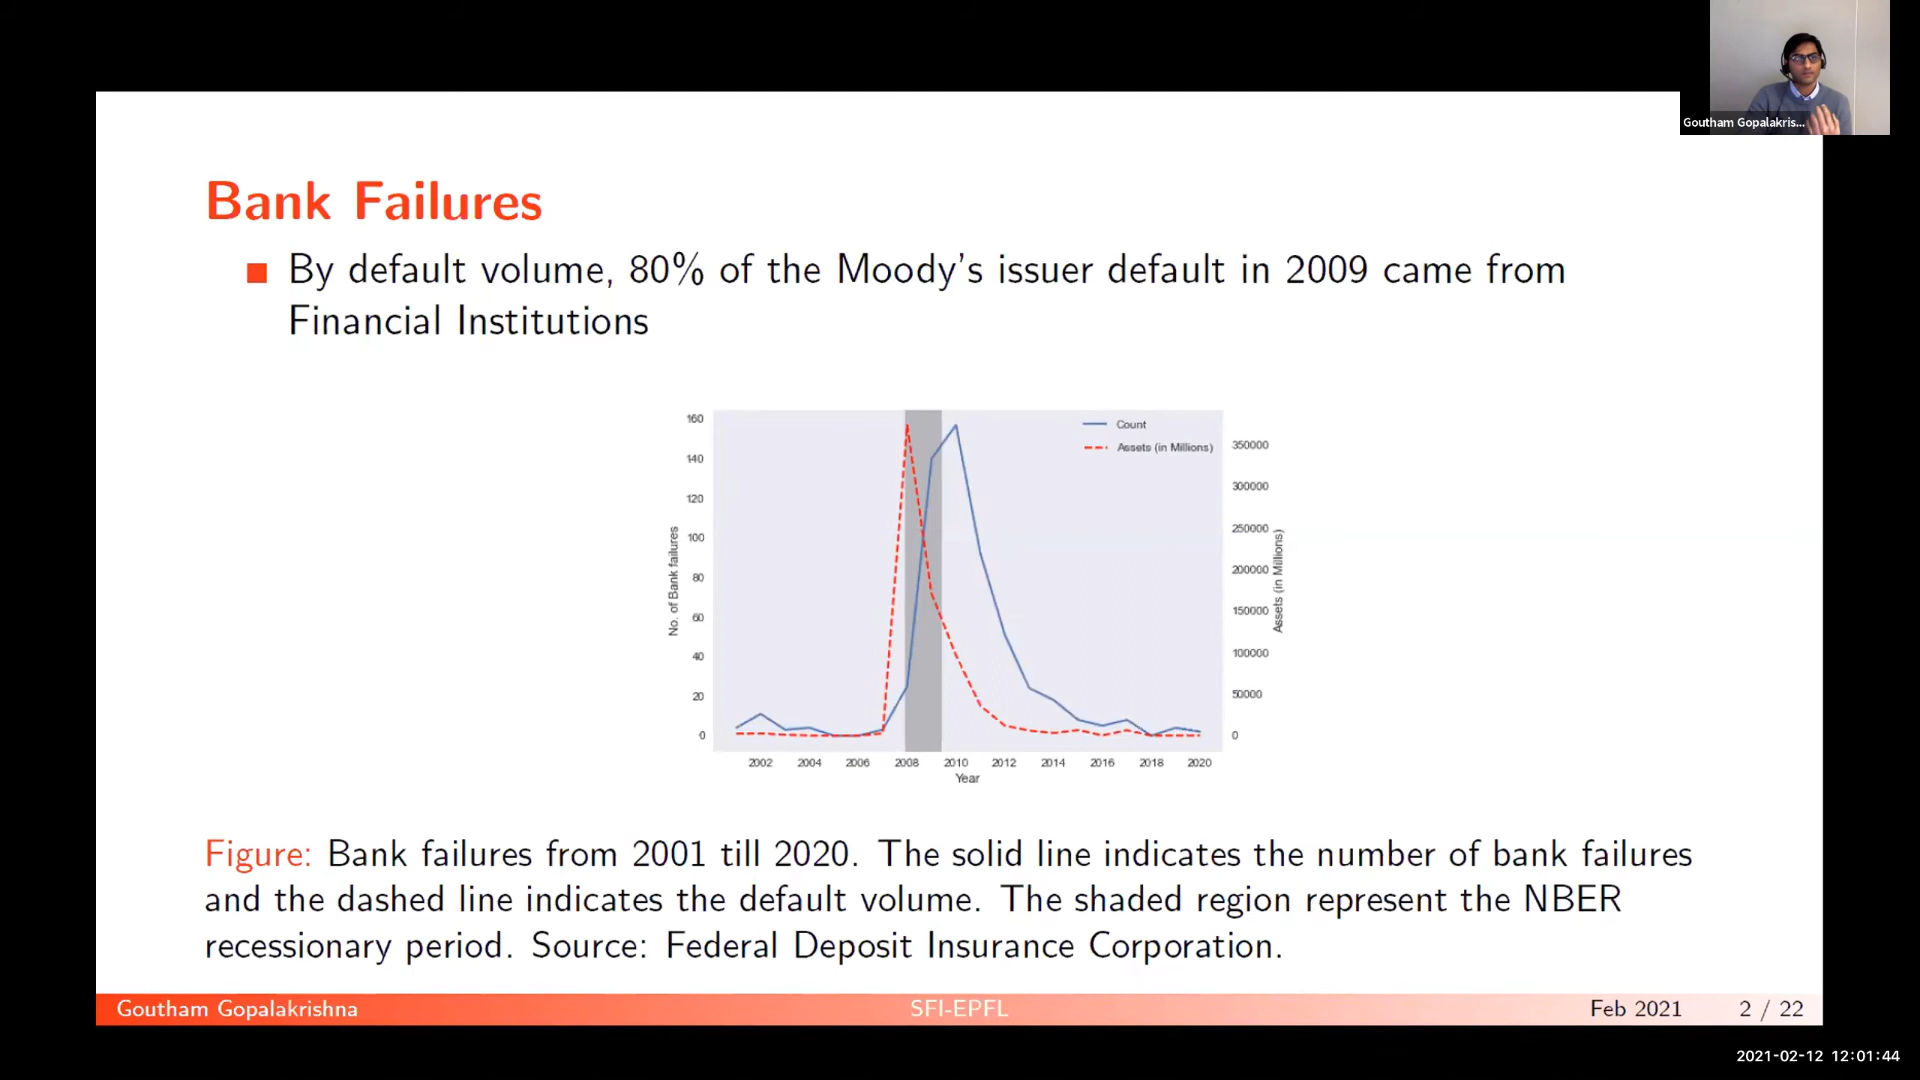 Goutham Gopalakris...
Bank Failures
By default volume, 80% of the Moody's issuer default in 2009 came from
Financial Institutions
160
140
120
100
80
60
40
20
0
No. of Bank failures
Count
Assets (in Millions)
350000
300000
250000
200000
150000
100000
50000
0
Assets (in Millions)
2002 2004 2006 2008 2010 2012 2014 2016 2018 2020
Year
Figure: Bank failures from 2001 till 2020. The solid line indicates the number of bank failures
and the dashed line indicates the default volume. The shaded region represent the NBER
recessionary period. Source: Federal Deposit Insurance Corporation.
Goutham Gopalakrishna SFI-EPFL Feb 2021 2 / 22
2021-02-12 12:01:44